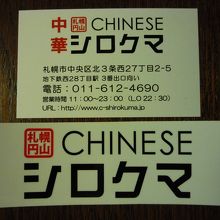 中華 札幌円山 CHINESE
シロクマ
札幌市中央区北3条西27丁目2-5
地下鉄西28丁目駅 3番出口向い
電話：011-612-4690
営業時間 11：00～23：00 (L.O 22：30)
URL：http://www.c-shirokuma.jp
札幌円山 CHINESE
シロクマ